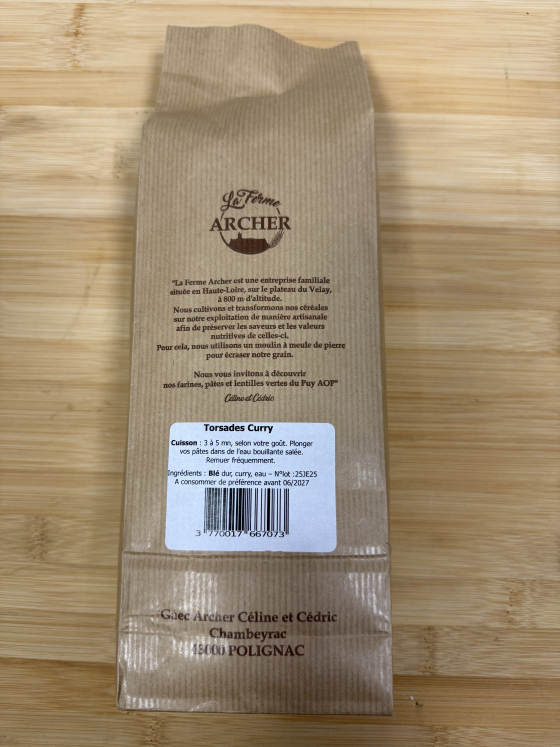 La Ferme
ARCHER
"La Ferme Archer est une entreprise familiale
située en Haute-Loire, sur le plateau du Velay,
à 800 m d'altitude.
Nous cultivons et transformons nos céréales
sur notre exploitation de manière artisanale
afin de préserver les saveurs et les valeurs
nutritives de celles-ci.
Pour cela, nous utilisons un moulin à meule de pierre
pour écraser notre grain.
Nous vous invitons à découvrir
nos farines, pâtes et lentilles vertes du Puy AOP"
Céline et Cédric
Torsades Curry
Cuisson : 3 à 5 mn, selon votre goût. Plonger
vos pâtes dans de l'eau bouillante salée.
Remuer fréquemment.
Ingrédients : Blé dur, curry, eau – N°lot :25JE25
A consommer de préférence avant 06/2027
3 770017 667073
Gaec Archer Céline et Cédric
Chambeyrac
POLIGNAC